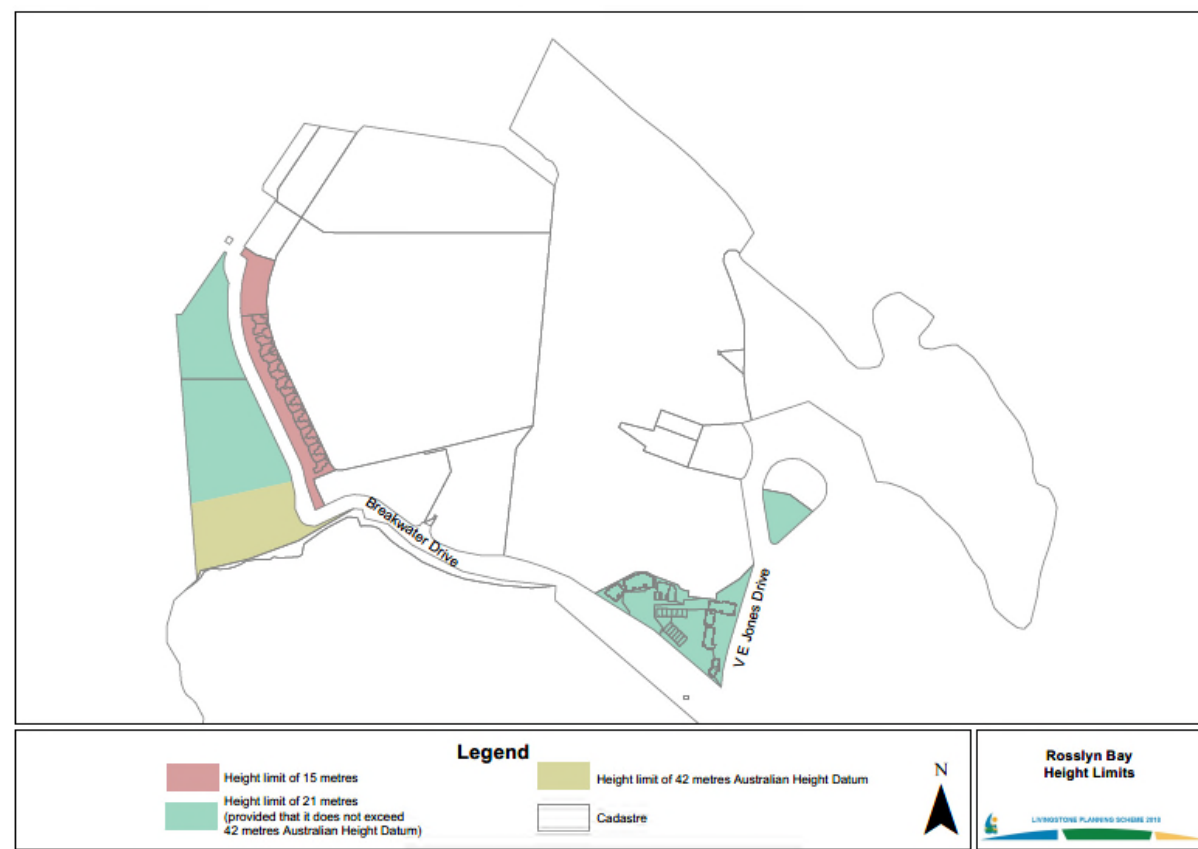 Breakwater Drive
V E Jones Drive
Legend
Height limit of 15 metres
Height limit of 21 metres
(provided that it does not exceed
42 metres Australian Height Datum)
Height limit of 42 metres Australian Height Datum
Cadastre
N
Rosslyn Bay
Height Limits
LIVINGSTONE PLANNING SCHEME 2018